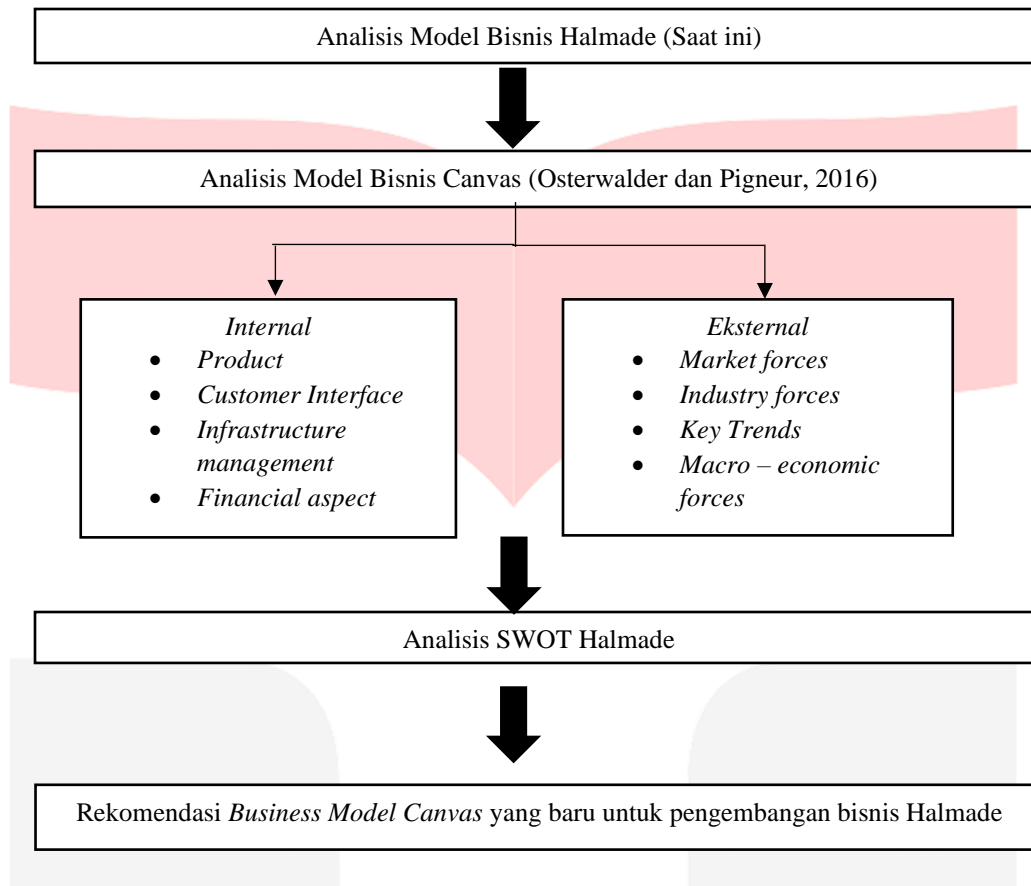 Analisis Model Bisnis Halmade (Saat ini)
Analisis Model Bisnis Canvas (Osterwalder dan Pigneur, 2016)
Internal
• Product
• Customer Interface
• Infrastructure
management
• Financial aspect
Eksternal
• Market forces
• Industry forces
• Key Trends
• Macro – economic
forces
Analisis SWOT Halmade
Rekomendasi Business Model Canvas yang baru untuk pengembangan bisnis Halmade